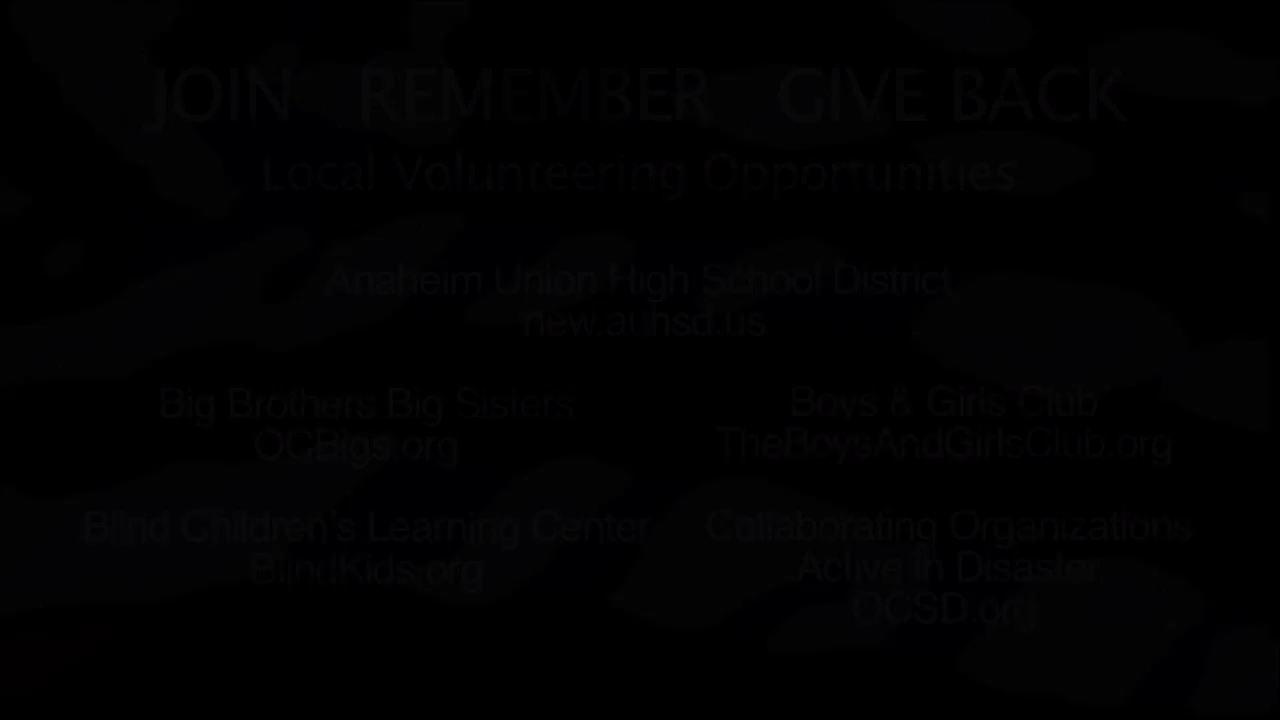 JOIN REMEMBER GIVE BACK
Local Volunteering Opportunities
Anaheim Union High School District
new.auhsd.us
Big Brothers Big Sisters
OCBigs.org
Boys & Girls Club
TheBoysAndGirlsClub.org
Blind Children's Learning Center
BlindKids.org
Collaborating Organizations
Active in Disaster
OCSD.org